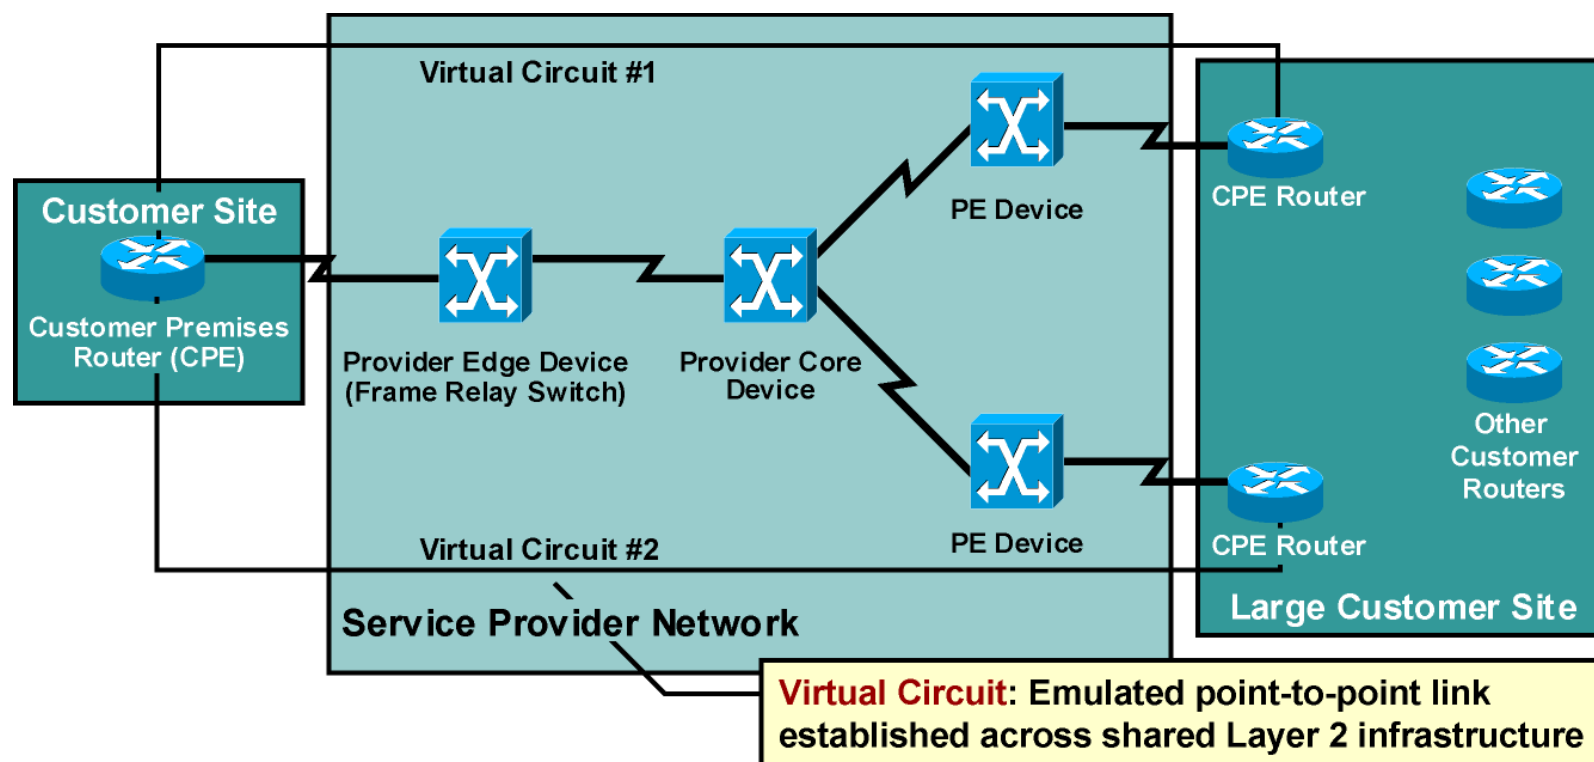 Virtual Circuit #1
Customer Site
Customer Premises
Router (CPE)
Provider Edge Device
(Frame Relay Switch)
Provider Core
Device
PE Device
CPE Router
Other
Customer
Routers
PE Device
CPE Router
Virtual Circuit #2
Service Provider Network
Large Customer Site
Virtual Circuit: Emulated point-to-point link
established across shared Layer 2 infrastructure